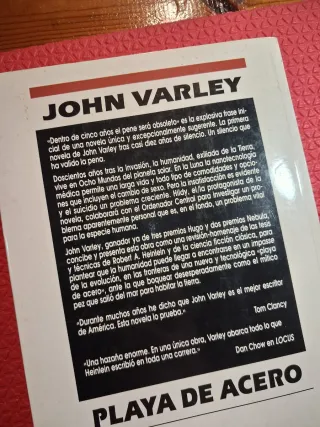 JOHN VARLEY
«Dentro de cinco años el pene será obsoleto» es la explosiva frase ini-
cial de una novela única y excepcionalmente sugerente. La primera
novela de John Varley tras casi diez años de silencio. Un silencio que
ha valido la pena.
Doscientos años tras la invasión, la humanidad, exiliada de la Tierra,
vive en Ocho Mundos del planeta solar. En la Luna la nanotecnología
médica permite una larga vida y todo tipo de comodidades y opcio-
nes que incluyen el cambio de sexo. Pero la insatisfacción es evidente
y el suicidio un problema creciente. Hildy, el/la protagonista de la
novela, colaborará con el Ordenador Central para investigar un pro-
blema aparentemente personal que es, en el fondo, un problema vital
para la especie humana.
John Varley, ganador ya de tres premios Hugo y dos premios Nebula,
concibe y presenta esta obra como una revisión-homenaje de las tesis
y técnicas de Robert A. Heinlein y de la ciencia ficción clásica, para
plantear que la humanidad puede llegar a encontrarse en un impasse
de la evolución, en las fronteras de una nueva y tecnológica «playa
de acero», ante la que boquear desesperadamente como el mítico
pez que salió del mar para habitar la tierra.
«Durante muchos años he dicho que John Varley es el mejor escritor
de América. Esta novela lo prueba.»
Tom Clancy
«Una hazaña enorme. En una única obra, Varley abarca todo lo que
Heinlein escribió en toda una carrera.»
Dan Chow en LOCUS
PLAYA DE ACERO